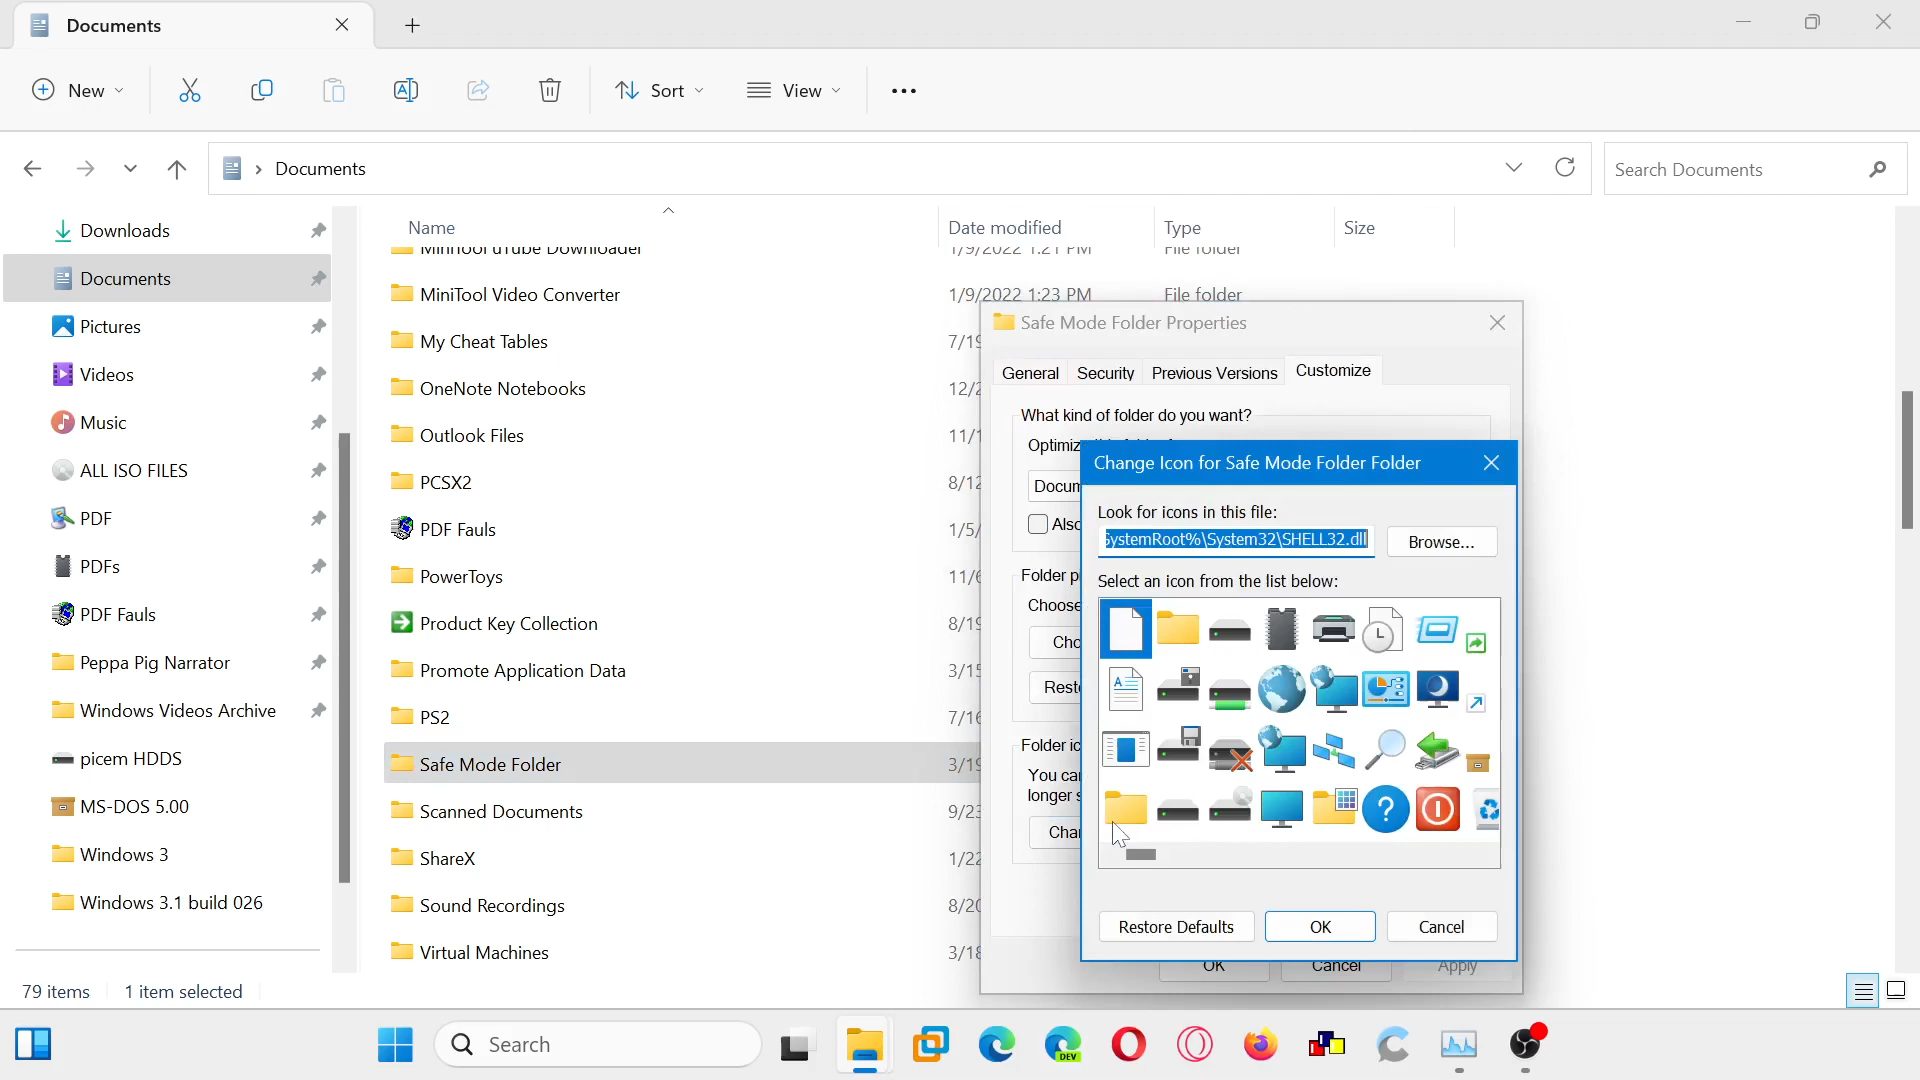 Documents
New
Sort
View
Documents
Search Documents
Name
Date modified
Type
Size
Downloads
Documents
Pictures
Videos
Music
ALL ISO FILES
PDF
PDFs
PDF Fauls
Peppa Pig Narrator
Windows Videos Archive
picem HDDS
MS-DOS 5.00
Windows 3
Windows 3.1 build 026
MiniTool uTube Downloader 1/9/2022 1:21 PM File folder
MiniTool Video Converter 1/9/2022 1:23 PM File folder
My Cheat Tables 7/19
OneNote Notebooks 12/2
Outlook Files 11/1
PCSX2 8/12
PDF Fauls 1/5/
PowerToys 11/6
Product Key Collection 8/19
Promote Application Data 3/15
PS2 7/16
Safe Mode Folder 3/19
Scanned Documents 9/23
ShareX 1/22
Sound Recordings 8/20
Virtual Machines 3/18
Safe Mode Folder Properties
General Security Previous Versions Customize
What kind of folder do you want?
Optimiz
Docum
Also
Folder p
Choose
Cho
Resto
Folder ic
You ca
longer s
Cha
OK Cancel Apply
Change Icon for Safe Mode Folder Folder
Look for icons in this file:
SystemRoot%\System32\SHELL32.dll
Browse...
Select an icon from the list below:
Restore Defaults OK Cancel
79 items 1 item selected
Search
DEV